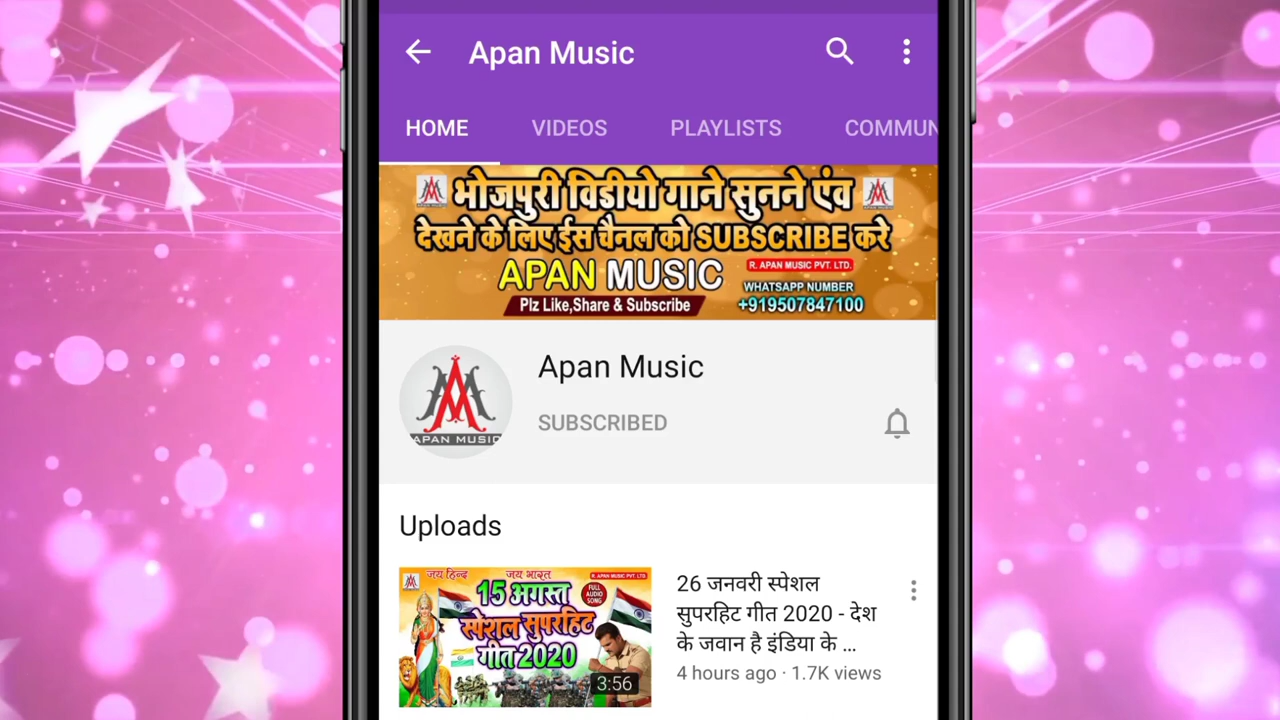 Apan Music
HOME VIDEOS PLAYLISTS COMMUN
भोजपुरी विडीयो गाने सुनने एंव
देखने के लिए ईस चैनल को SUBSCRIBE करे
APAN MUSIC
R. APAN MUSIC PVT. LTD.
Plz Like,Share & Subscribe
WHATSAPP NUMBER
+919507847100
APAN MUSIC
Apan Music
SUBSCRIBED
Uploads
जय हिन्द जय भारत
R. APAN MUSIC PVT. LTD
15 अगस्त
FULL
AUDIO
SONG
स्पेशल सुपरहिट
गीत 2020
3:56
26 जनवरी स्पेशल
सुपरहिट गीत 2020 - देश
के जवान है इंडिया के ...
4 hours ago · 1.7K views